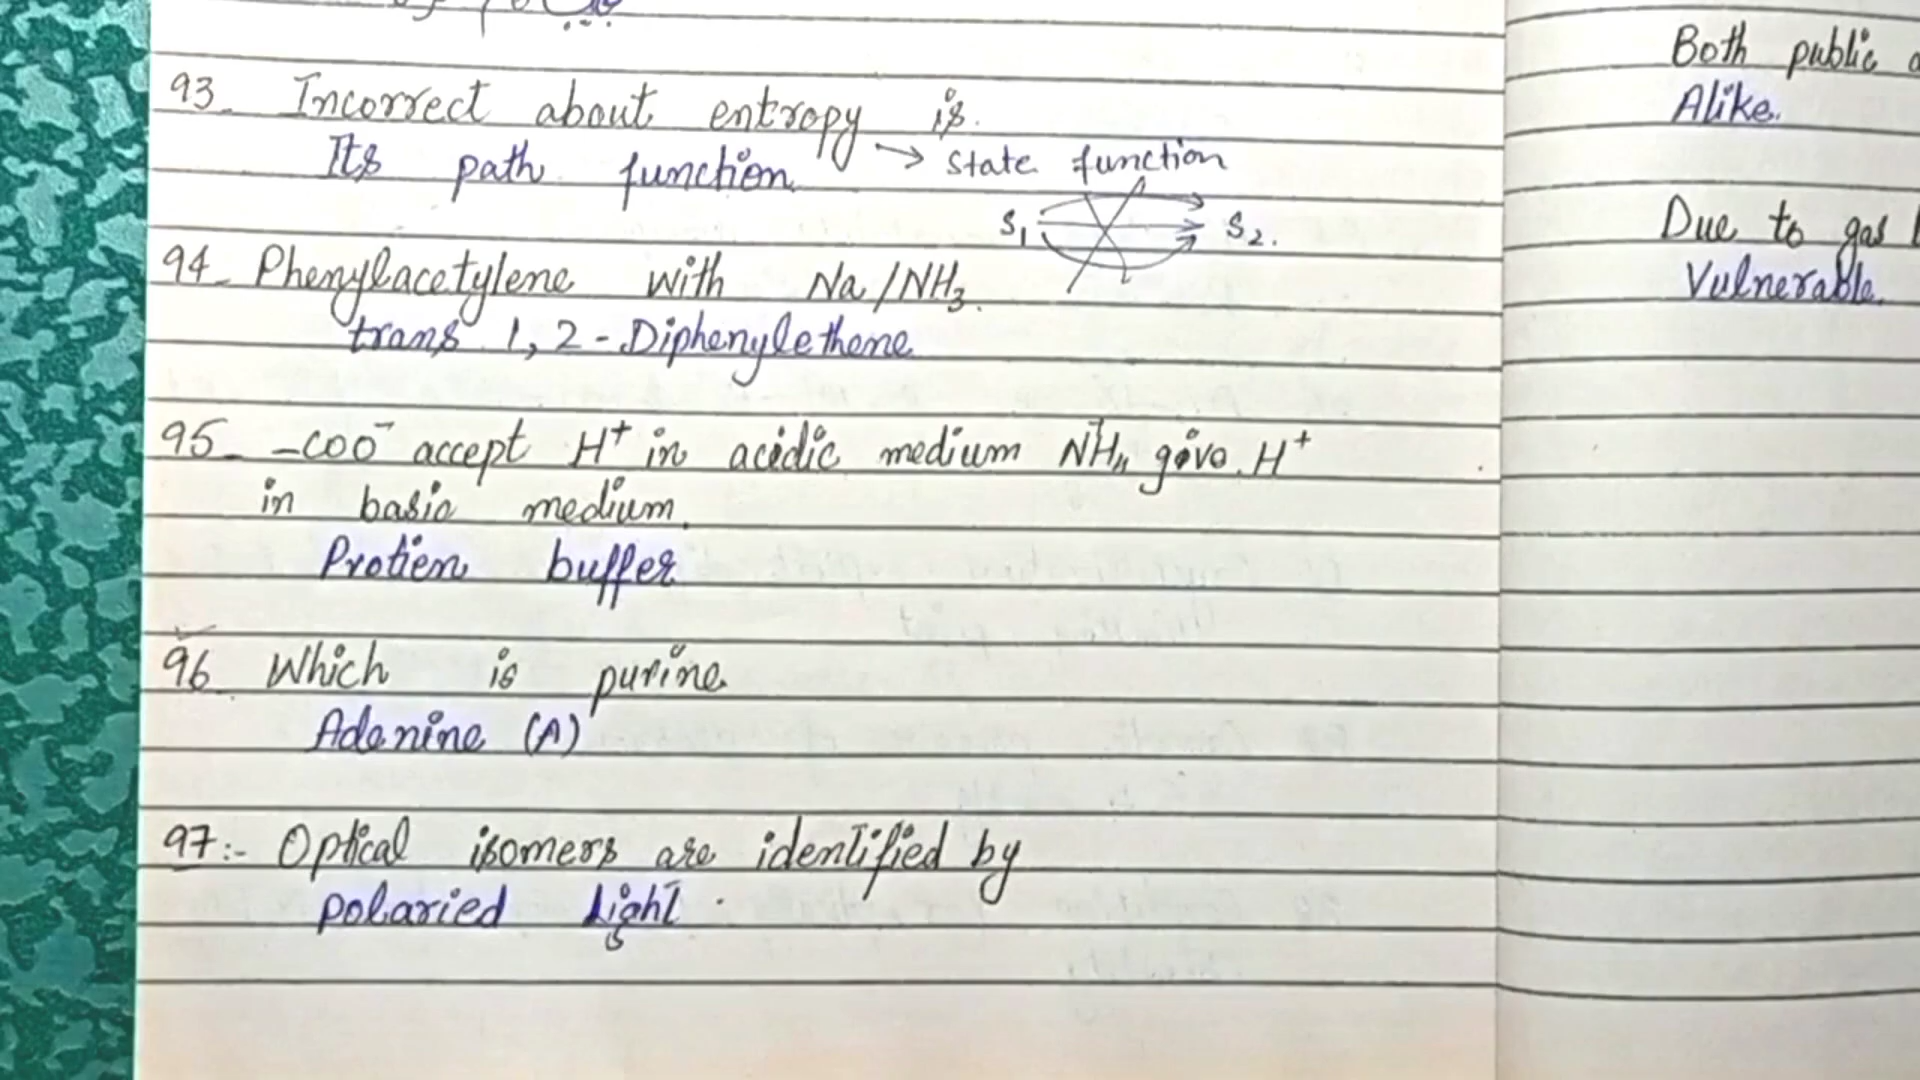 93- Incorrect about entropy is.
Its path function → state function
S₁ S₂.
94- Phenylacetylene with Na/NH₃.
trans 1, 2-Diphenylethene
95- -COO⁻ accept H⁺ in acidic medium give H⁺
in basic medium.
Protien buffer
96 Which is purine
Adenine (A)
97:- Optical isomers are identified by
polaried light.
Both public
Alike.
Due to gas
Vulnerable.